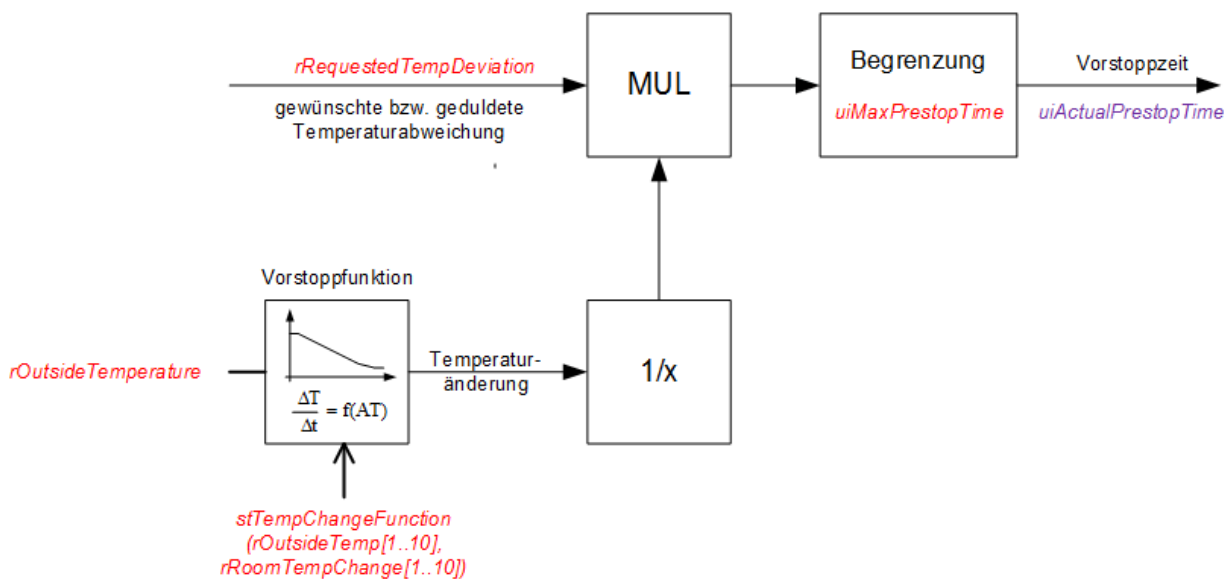 rRequestedTempDeviation
gewünschte bzw. geduldete
Temperaturabweichung
MUL
Begrenzung
uiMaxPrestopTime
Vorstoppzeit
uiActualPrestopTime
Vorstoppfunktion
rOutsideTemperature
ΔT
Δt
= f(AT)
Temperatur-
änderung
1/x
stTempChangeFunction
(rOutsideTemp[1..10],
rRoomTempChange[1..10])